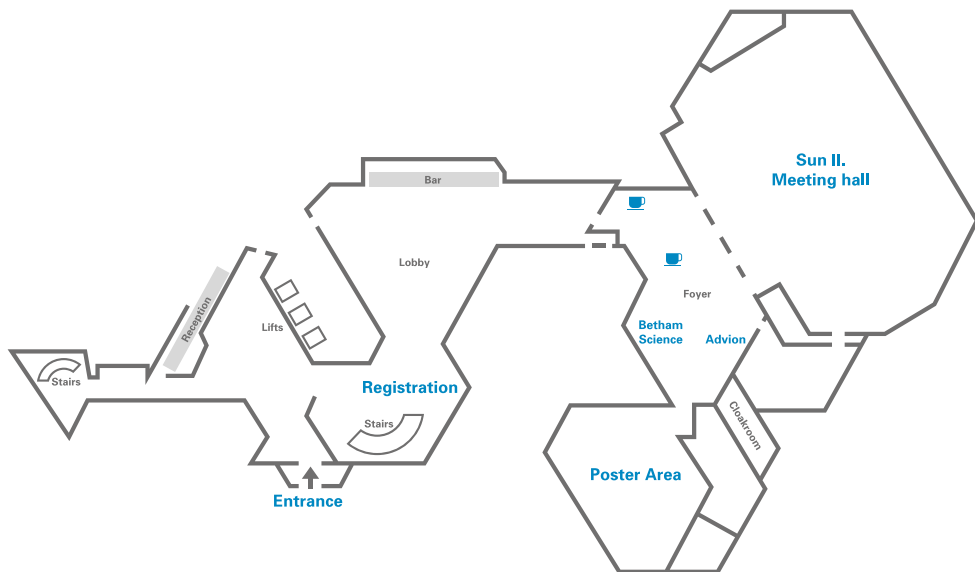 Sun II.
Meeting hall
Bar
Lobby
Foyer
Reception
Lifts
Betham
Science
Advion
Stairs
Registration
Stairs
Cloakroom
Poster Area
Entrance